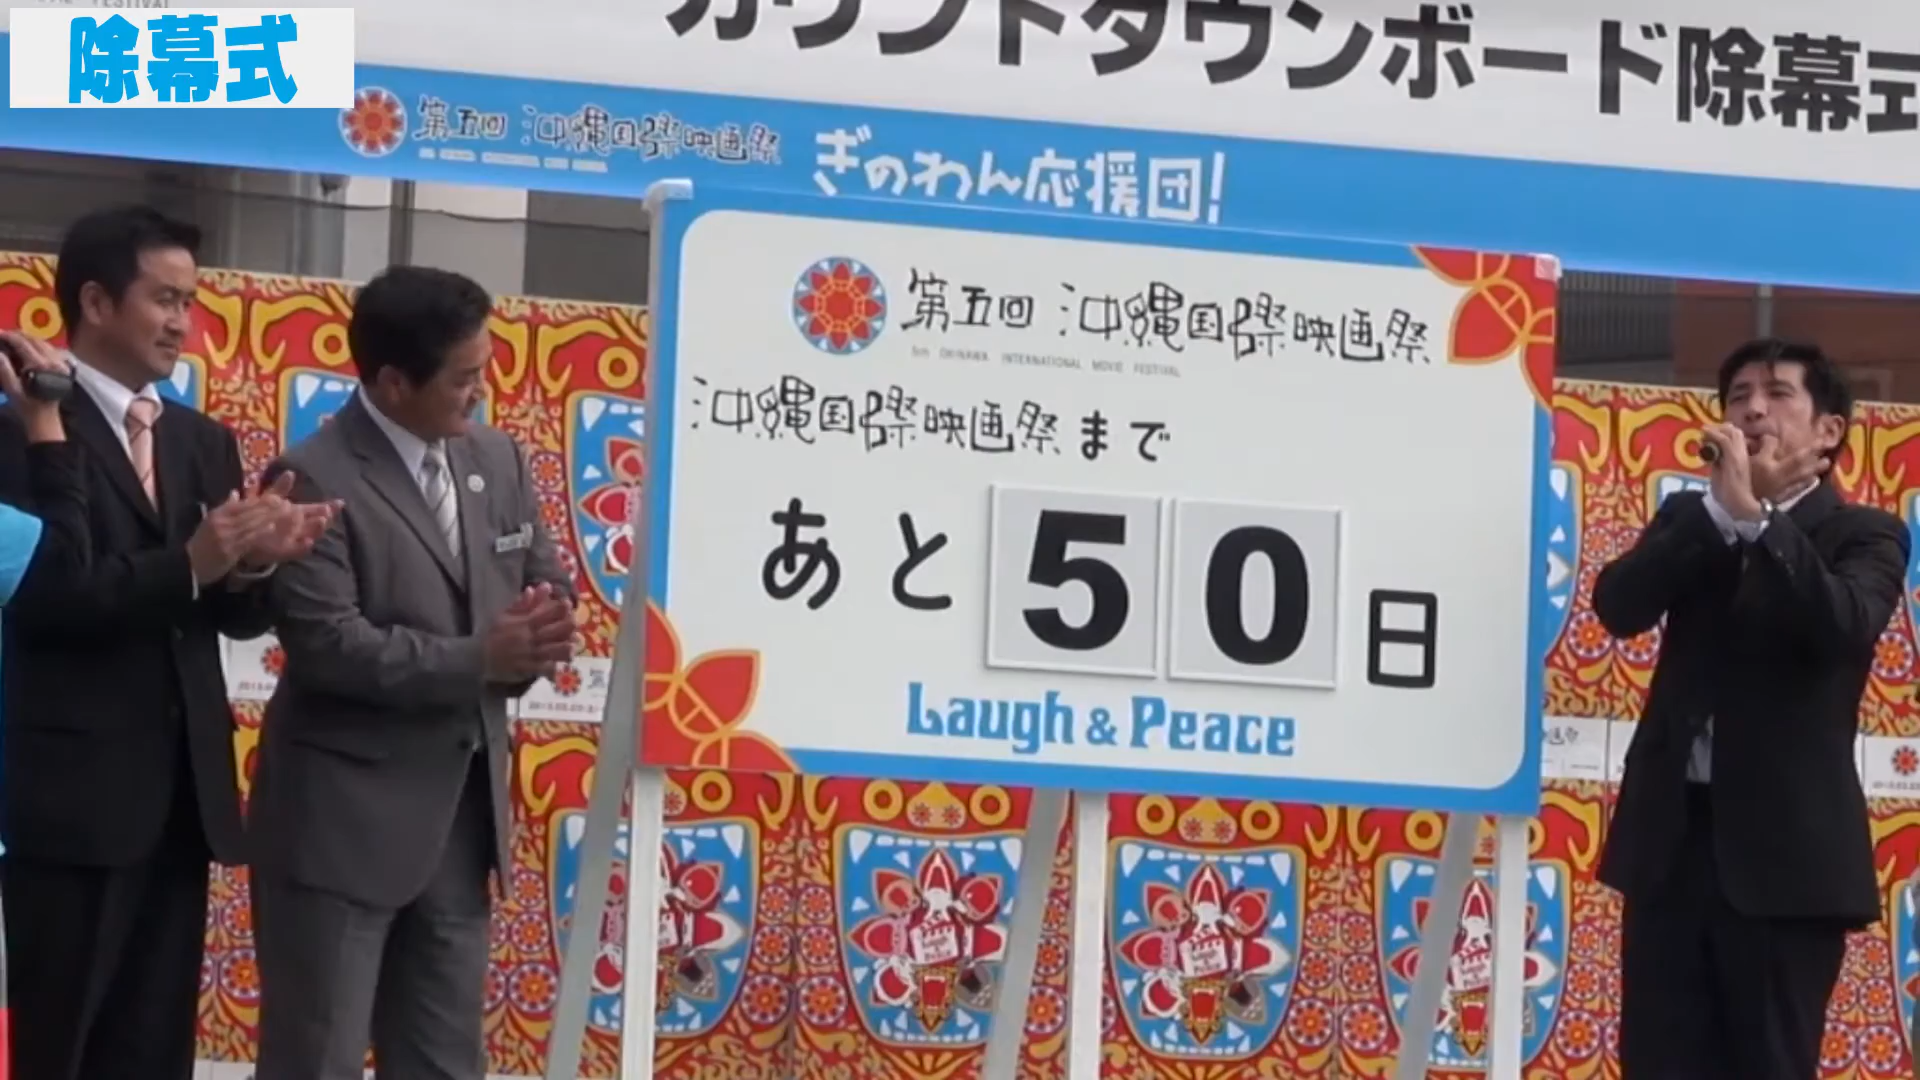 除幕式
カウントダウンボード除幕式
第五回 沖縄国際映画祭
ぎのわん応援団!
第五回 沖縄国際映画祭
5th OKINAWA INTERNATIONAL MOVIE FESTIVAL
沖縄国際映画祭まで
あと50日
Laugh & Peace